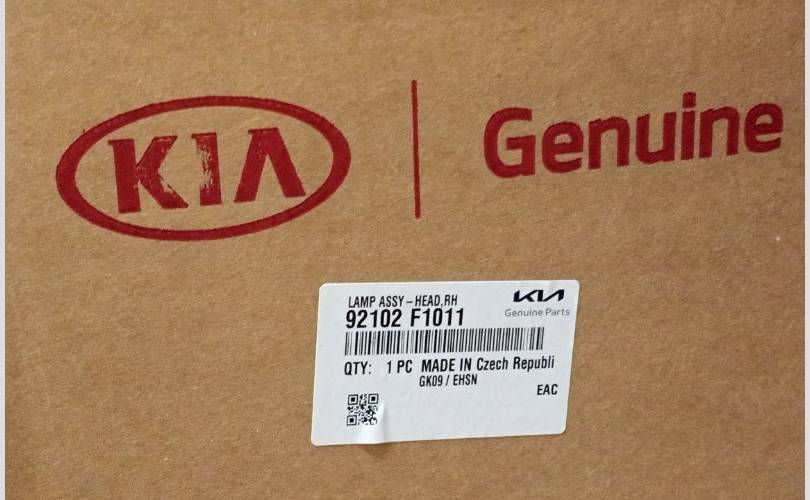 KIA Genuine
LAMP ASSY-HEAD,RH
KIA
92102 F1011
Genuine Parts
QTY: 1 PC MADE IN Czech Republi
GK09 / EHSN
EAC